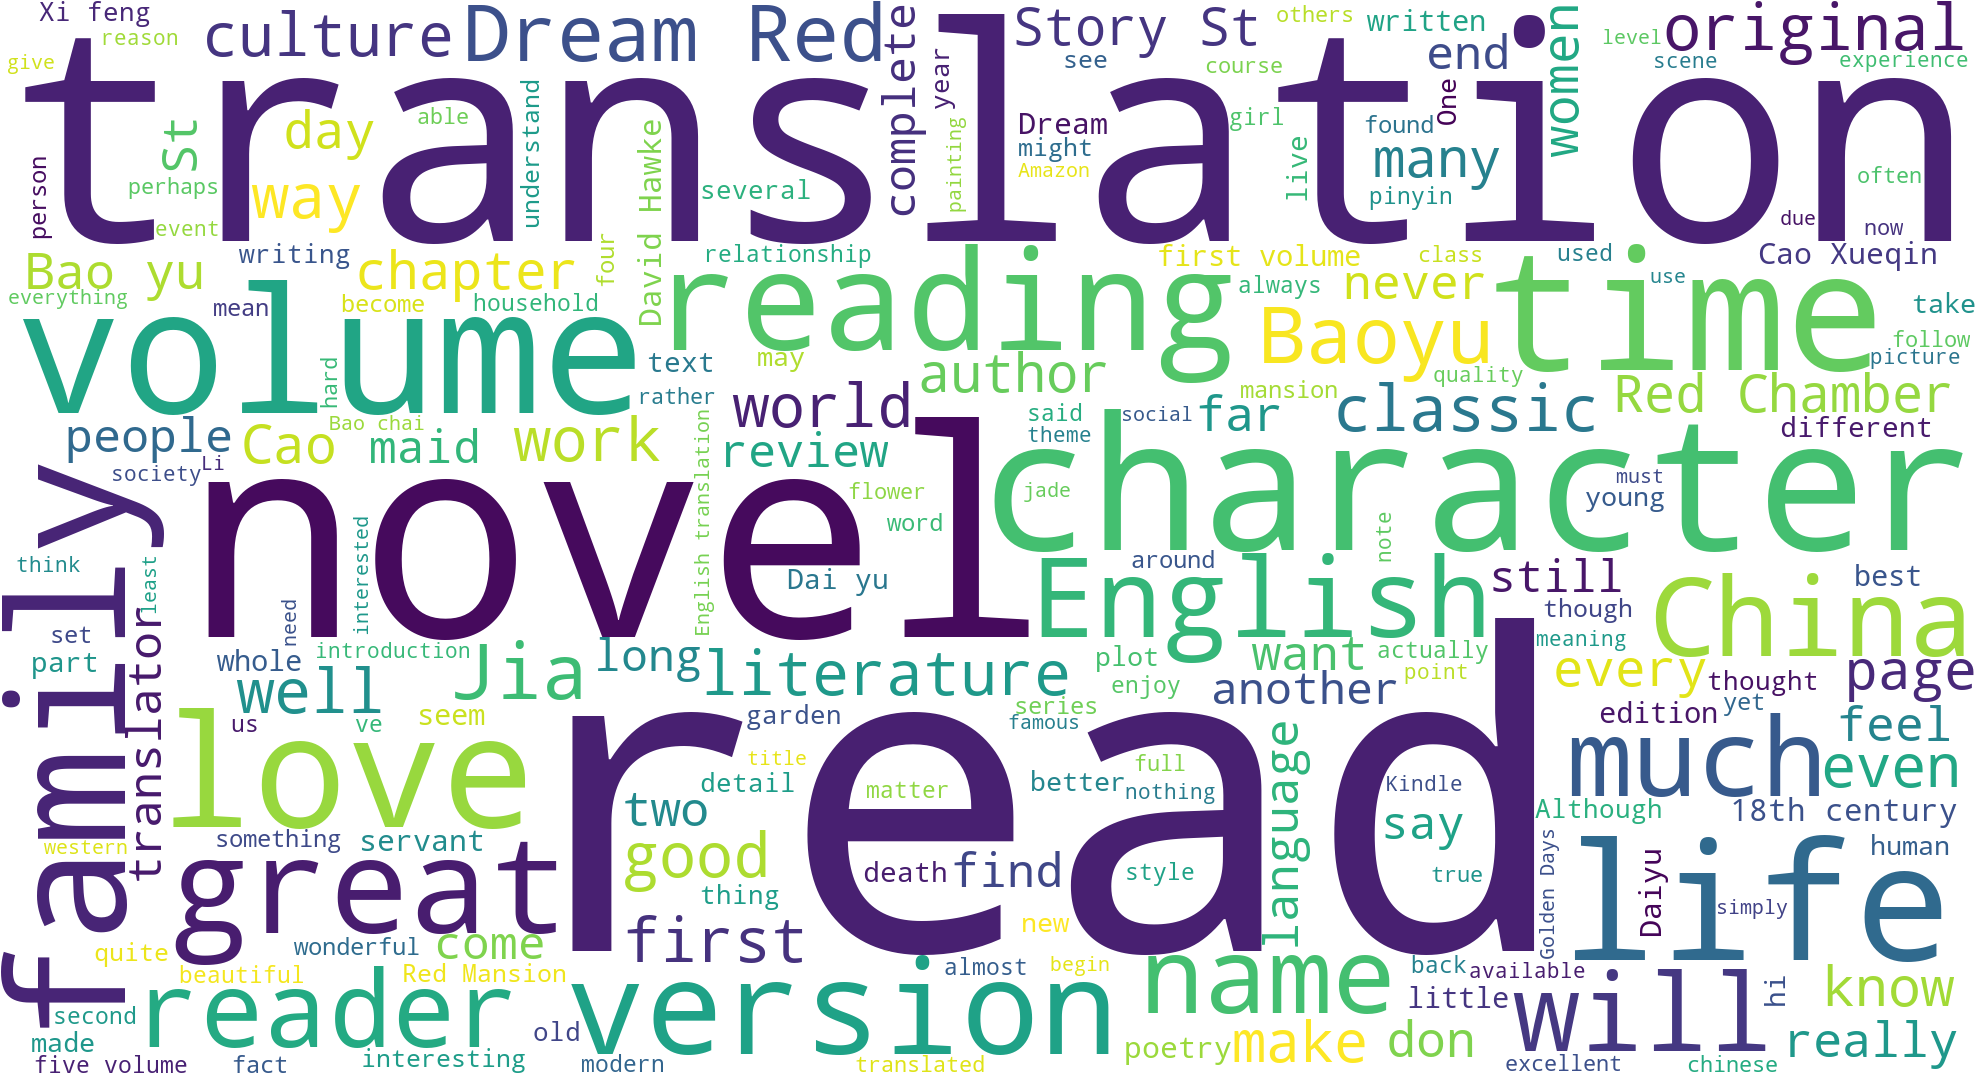 Xi feng
reason
give
culture
Dream Red
complete
year
Story St
others
see
course
written
end
women
level
original
scene
experience
translation
person
St
day
able
understand
perhaps
way
event
David Hawke
several
painting
Dream
might
Amazon
girl
live
One
found
many
pinyin
often
due
now
Bao yu
everything
writing
mean
chapter
become
household
four
relationship
first volume
always
class
never
used
use
Cao Xueqin
take
follow
picture
volume
reading
Baoyu
time
hard
Bao chai
text
rather
may
author
mansion
quality
Red Chamber
different
people
society
Li
Cao
maid
work
world
review
said
theme
social
far
classic
family
novel
English translation
flower
word
jade
character
must
young
note
think
least
translator
interested
Dai yu
around
English
still
though
meaning
China
best
set
part
need
whole
introduction
well
us
ve
Jia
seem
long
literature
garden
plot
enjoy
series
famous
want
actually
point
another
every
thought
page
edition
yet
love
read
title
detail
matter
better
full
nothing
language
Kindle
say
much
feel
even
Although
18th century
western
something
servant
two
good
thing
death
find
style
true
Golden Days
Daiyu
simply
human
life
great
quite
beautiful
wonderful
come
Red Mansion
first
new
almost
begin
name
back
available
little
will
hi
know
second
made
five volume
reader
fact
interesting
old
version
modern
translated
poetry
make
don
excellent
chinese
really